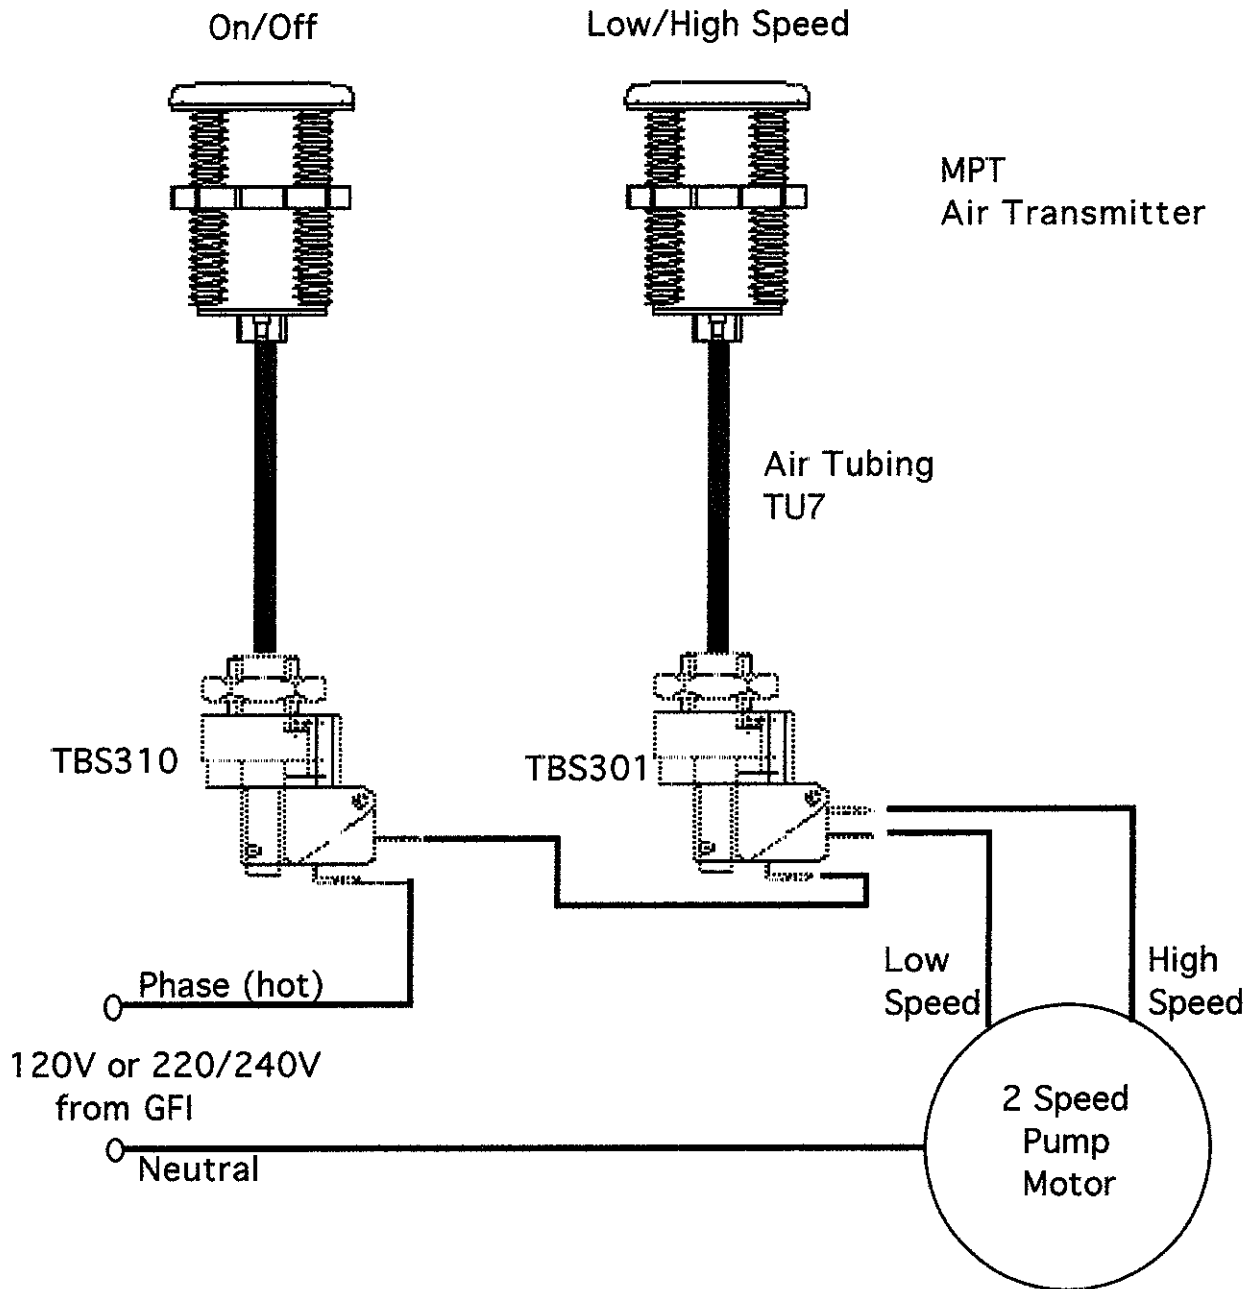 On/Off
Low/High Speed
MPT
Air Transmitter
Air Tubing
TU7
TBS310
TBS301
Phase (hot)
Low
Speed
High
Speed
120V or 220/240V
from GFI
2 Speed
Pump
Motor
Neutral